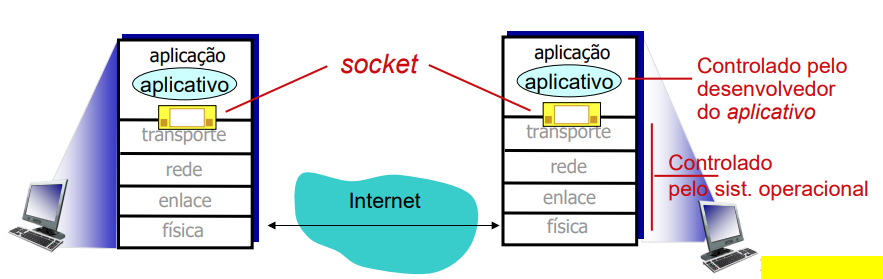 aplicação
aplicativo
transporte
rede
enlace
física
socket
Internet
aplicação
aplicativo
transporte
rede
enlace
física
Controlado pelo
desenvolvedor
do aplicativo
Controlado
pelo sist. operacional